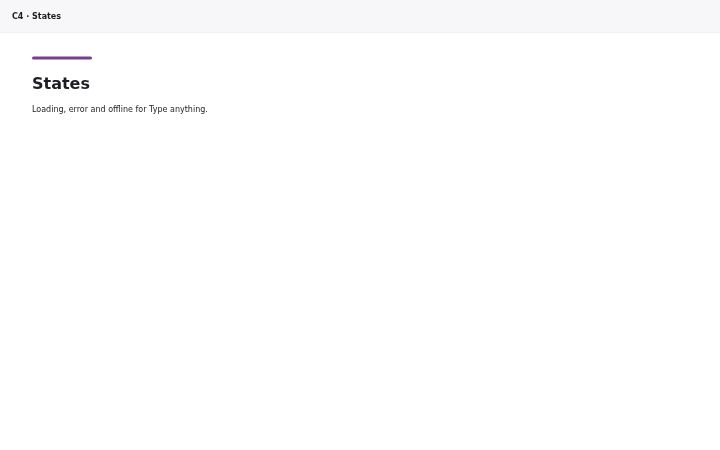 C4 · States
States
Loading, error and offline for Type anything.